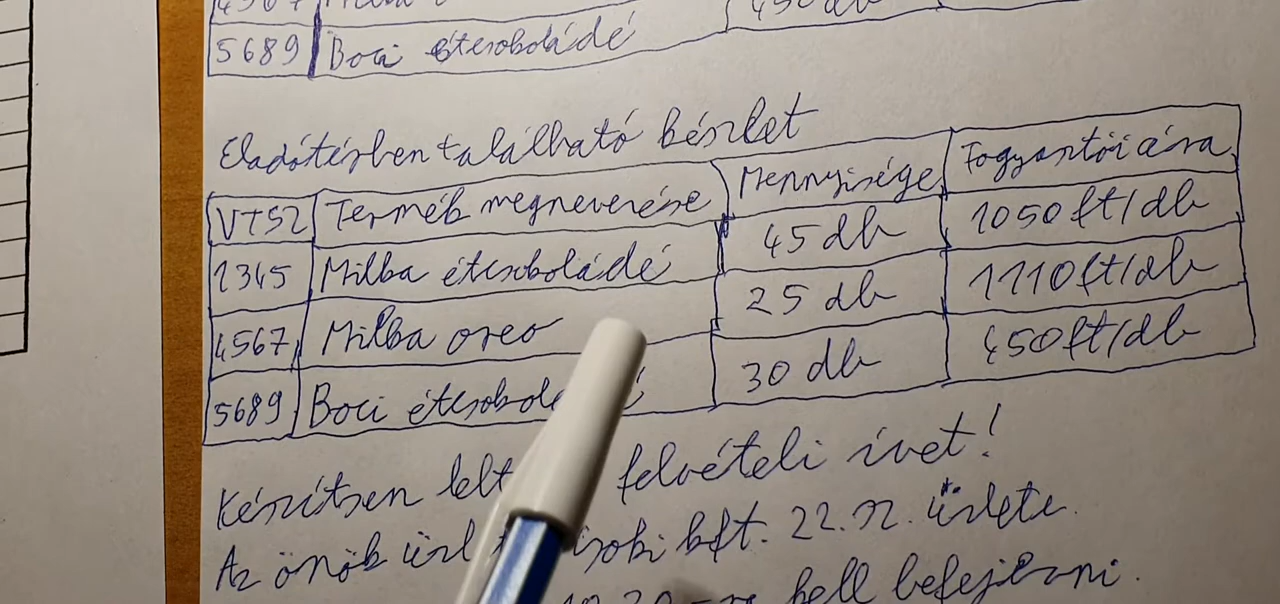 5689 Boci étcsokoládé
Eladótérben található készlet
VTSZ Termék megnevezése Mennyisége Fogyasztói ára
1345 Milka étcsokoládé 45 db 1050 ft/db
4567 Milka oreo 25 db 1110 ft/db
5689 Boci 30 db 450 ft/db
Készítsen felvételi ívet!
Az önök kft. 22.sz. üzlete.
kell befejezni.